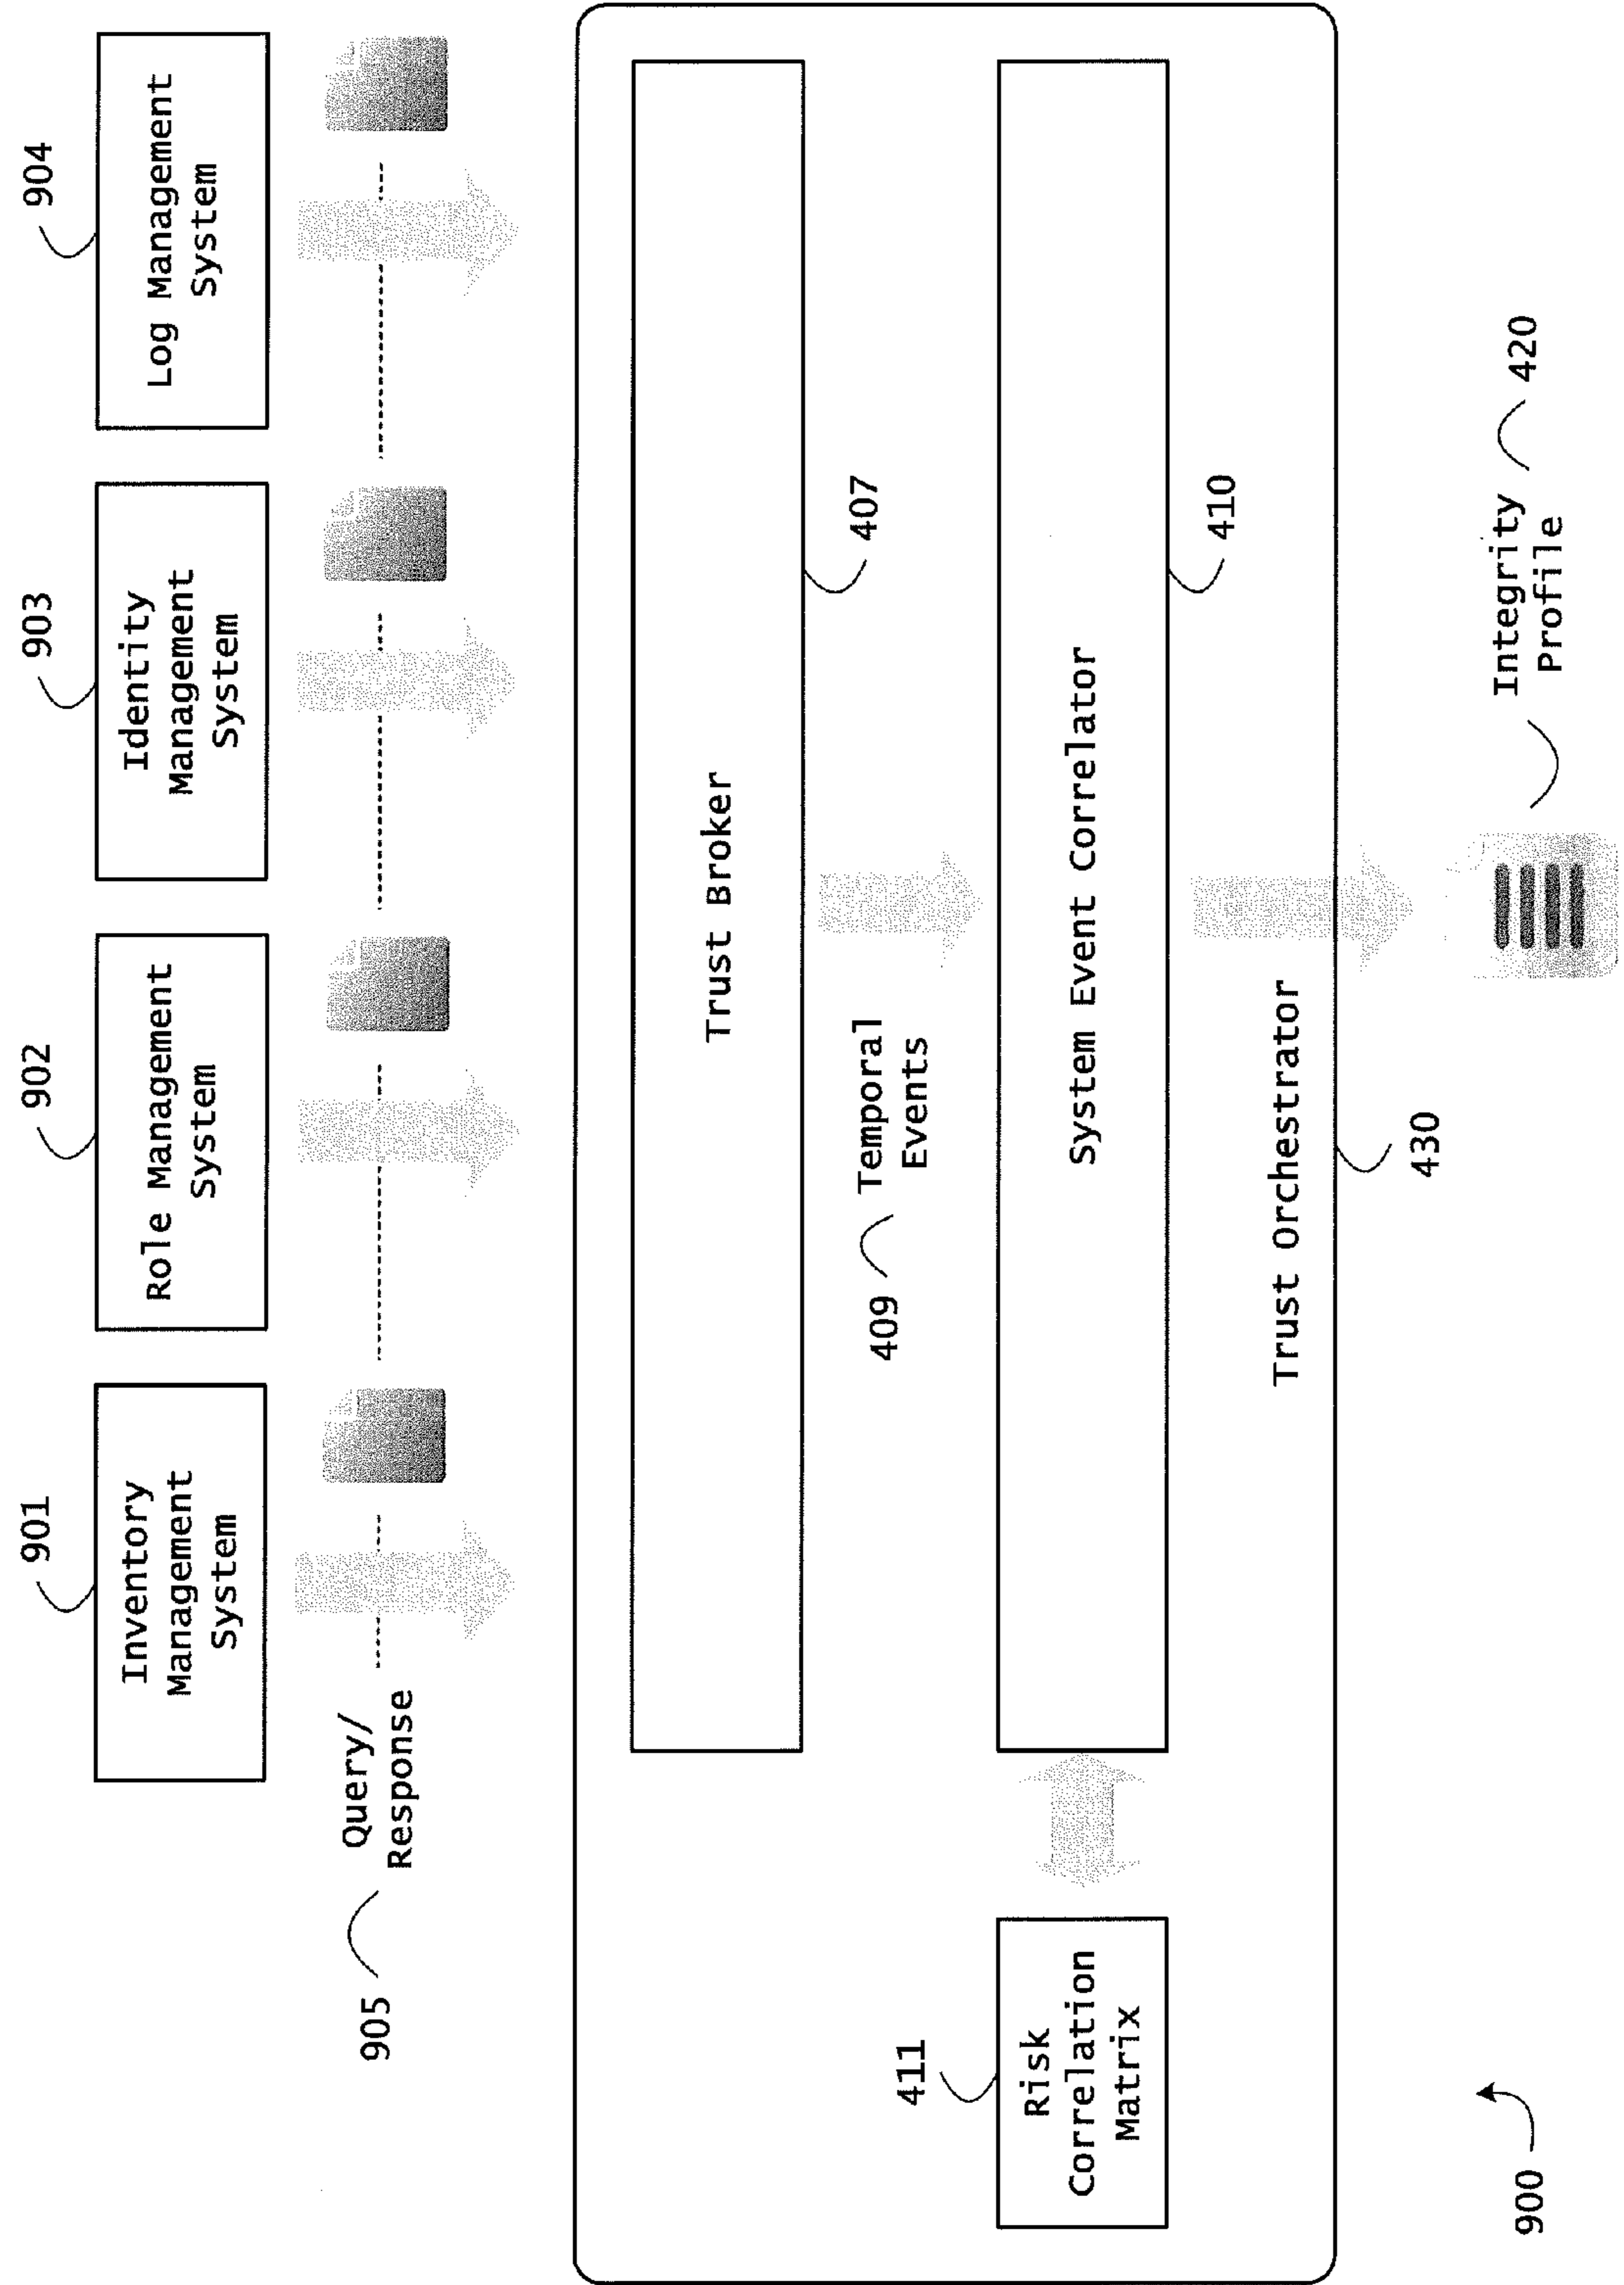 901
902
903
904
Inventory
Management
System
Role Management
System
Identity
Management
System
Log Management
System
905
Query/
Response
Trust Broker
407
409
Temporal
Events
411
Risk
Correlation
Matrix
System Event Correlator
410
Trust Orchestrator
430
Integrity
Profile
420
900